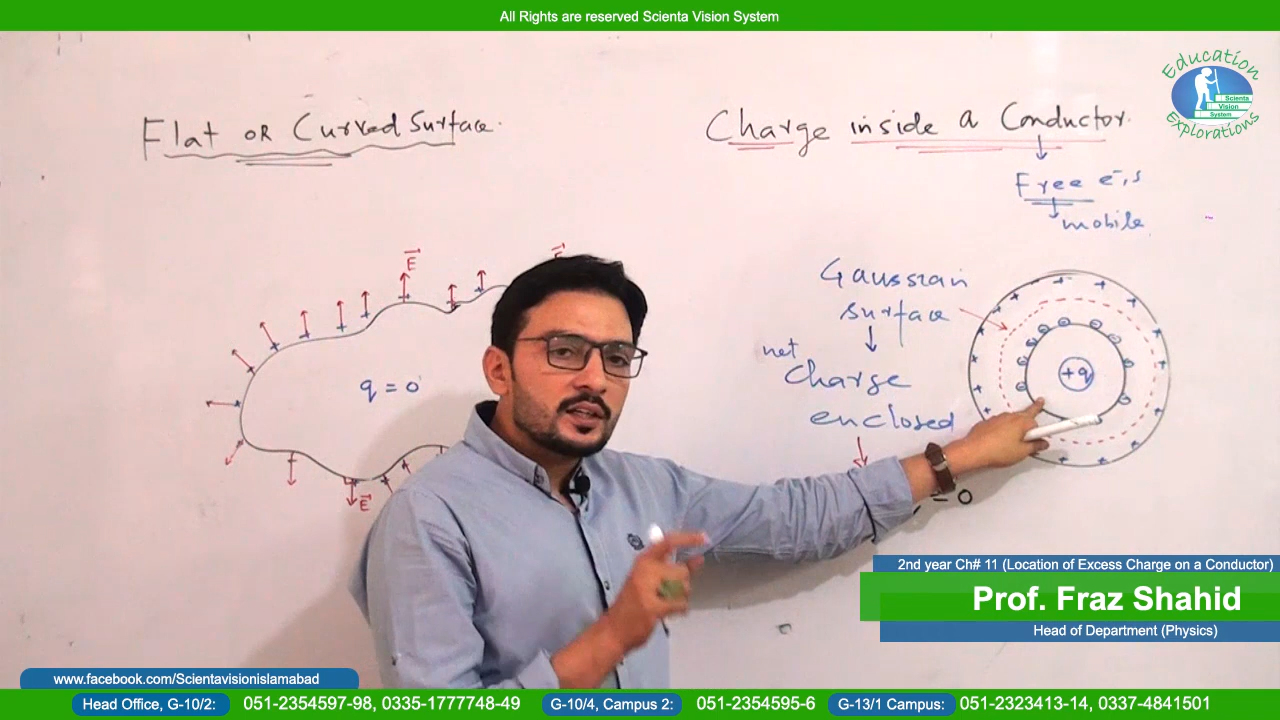 All Rights are reserved Scienta Vision System
Education
Scienta
Vision
System
Explorations
Flat OR Curved Surface.
Charge inside a Conductor.
Free e⁻,s
mobile.
E
E
Gaussian
surface
net
charge
enclosed
= 0
+q
q = 0
E
2nd year Ch# 11 (Location of Excess Charge on a Conductor)
Prof. Fraz Shahid
Head of Department (Physics)
www.facebook.com/Scientavisionislamabad
Head Office, G-10/2: 051-2354597-98, 0335-1777748-49 G-10/4, Campus 2: 051-2354595-6 G-13/1 Campus: 051-2323413-14, 0337-4841501